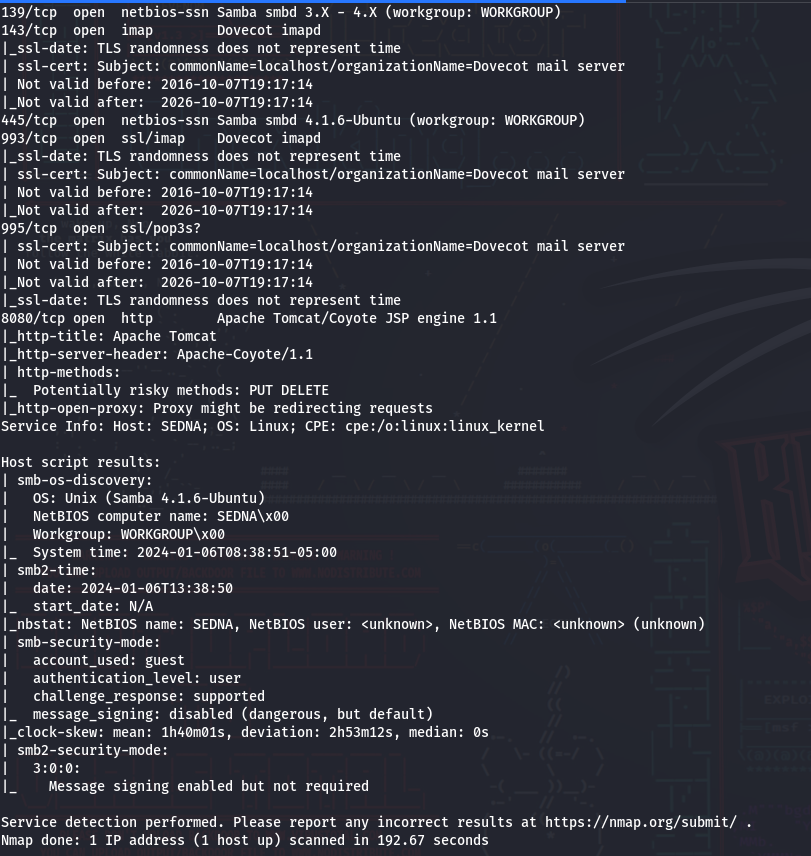 139/tcp  open  netbios-ssn Samba smbd 3.X - 4.X (workgroup: WORKGROUP)
143/tcp  open  imap        Dovecot imapd
|_ssl-date: TLS randomness does not represent time
| ssl-cert: Subject: commonName=localhost/organizationName=Dovecot mail server
| Not valid before: 2016-10-07T19:17:14
|_Not valid after:  2026-10-07T19:17:14
445/tcp  open  netbios-ssn Samba smbd 4.1.6-Ubuntu (workgroup: WORKGROUP)
993/tcp  open  ssl/imap    Dovecot imapd
|_ssl-date: TLS randomness does not represent time
| ssl-cert: Subject: commonName=localhost/organizationName=Dovecot mail server
| Not valid before: 2016-10-07T19:17:14
|_Not valid after:  2026-10-07T19:17:14
995/tcp  open  ssl/pop3s?
| ssl-cert: Subject: commonName=localhost/organizationName=Dovecot mail server
| Not valid before: 2016-10-07T19:17:14
|_Not valid after:  2026-10-07T19:17:14
|_ssl-date: TLS randomness does not represent time
8080/tcp open  http        Apache Tomcat/Coyote JSP engine 1.1
|_http-title: Apache Tomcat
|_http-server-header: Apache-Coyote/1.1
| http-methods:
|_  Potentially risky methods: PUT DELETE
|_http-open-proxy: Proxy might be redirecting requests
Service Info: Host: SEDNA; OS: Linux; CPE: cpe:/o:linux:linux_kernel

Host script results:
| smb-os-discovery:
|   OS: Unix (Samba 4.1.6-Ubuntu)
|   NetBIOS computer name: SEDNA\x00
|   Workgroup: WORKGROUP\x00
|_  System time: 2024-01-06T08:38:51-05:00
| smb2-time:
|   date: 2024-01-06T13:38:50
|_  start_date: N/A
|_nbstat: NetBIOS name: SEDNA, NetBIOS user: <unknown>, NetBIOS MAC: <unknown> (unknown)
| smb-security-mode:
|   account_used: guest
|   authentication_level: user
|   challenge_response: supported
|_  message_signing: disabled (dangerous, but default)
|_clock-skew: mean: 1h40m01s, deviation: 2h53m12s, median: 0s
| smb2-security-mode:
|   3:0:0:
|_    Message signing enabled but not required

Service detection performed. Please report any incorrect results at https://nmap.org/submit/ .
Nmap done: 1 IP address (1 host up) scanned in 192.67 seconds